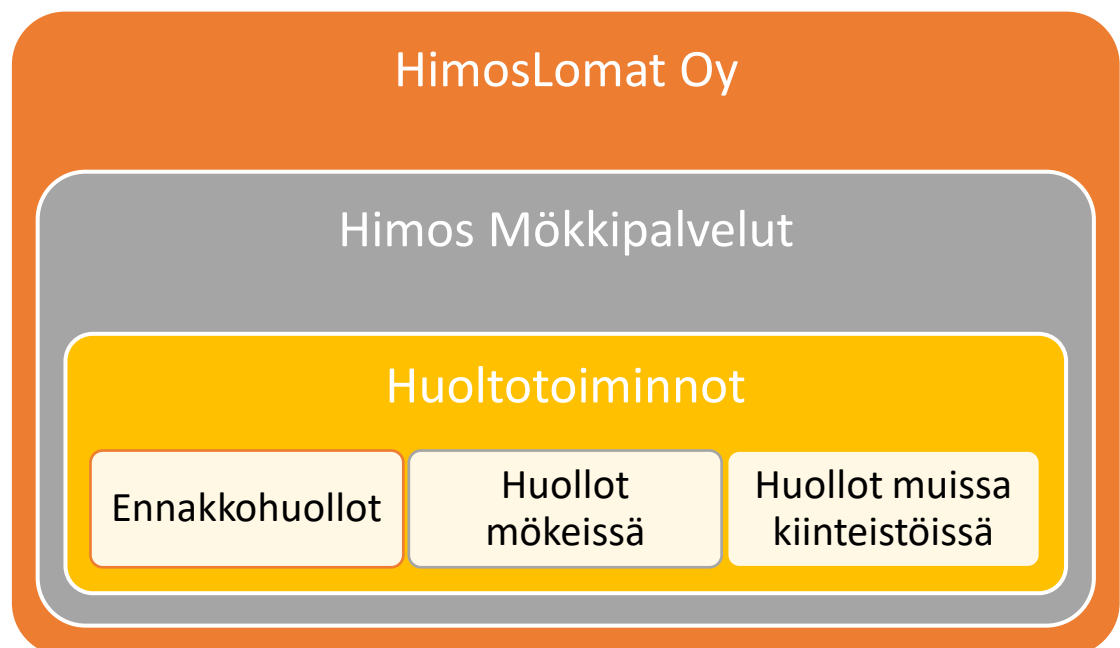 HimosLomat Oy
Himos Mökkipalvelut
Huoltotoiminnot
Ennakkohuollot
Huollot
mökeissä
Huollot muissa
kiinteistöissä